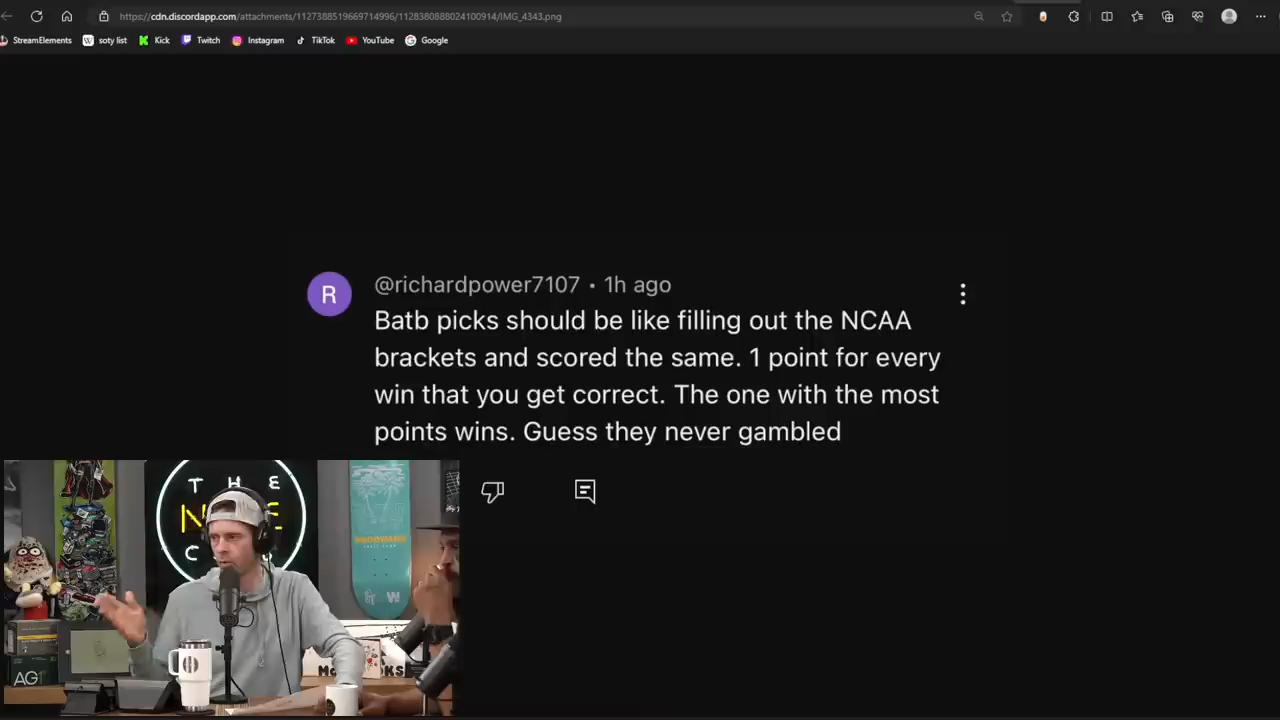 https://cdn.discordapp.com/attachments/1127388519669714996/1128380888024100914/IMG_4343.png
StreamElements soty list Kick Twitch Instagram TikTok YouTube Google
R
@richardpower7107 • 1h ago
Batb picks should be like filling out the NCAA
brackets and scored the same. 1 point for every
win that you get correct. The one with the most
points wins. Guess they never gambled
THE
N
C
AG1
W